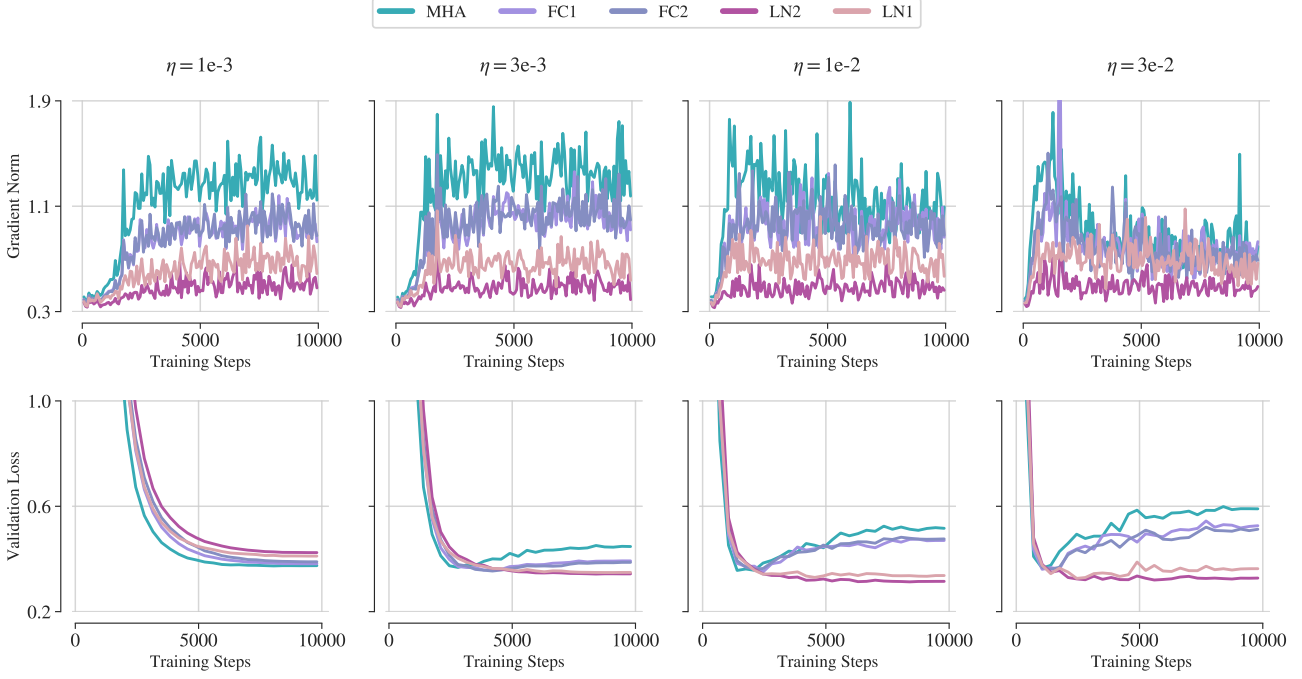 MHA FC1 FC2 LN2 LN1
η = 1e-3 η = 3e-3 η = 1e-2 η = 3e-2
Gradient Norm
1.9
1.1
0.3
0 5000 10000 0 5000 10000 0 5000 10000 0 5000 10000
Training Steps Training Steps Training Steps Training Steps
Validation Loss
1.0
0.6
0.2
0 5000 10000 0 5000 10000 0 5000 10000 0 5000 10000
Training Steps Training Steps Training Steps Training Steps